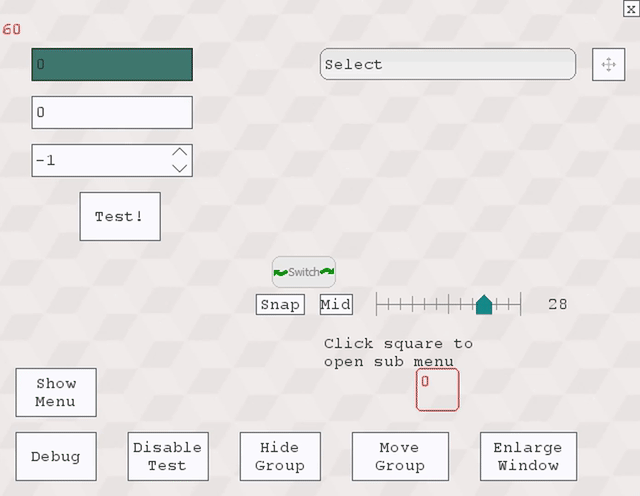 x
60
0
Select
0
-1
Test!
Switch
Snap
Mid
28
Click square to
open sub menu
0
Show
Menu
Debug
Disable
Test
Hide
Group
Move
Group
Enlarge
Window